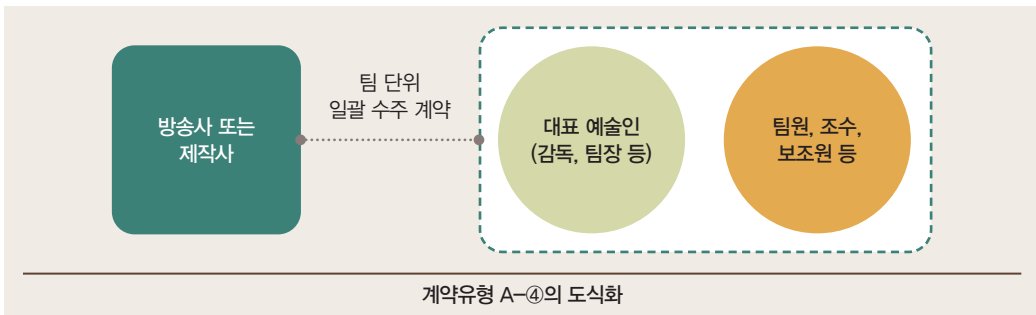 방송사 또는
제작사
팀 단위
일괄 수주 계약
대표 예술인
(감독, 팀장 등)
팀원, 조수,
보조원 등
계약유형 A-④의 도식화